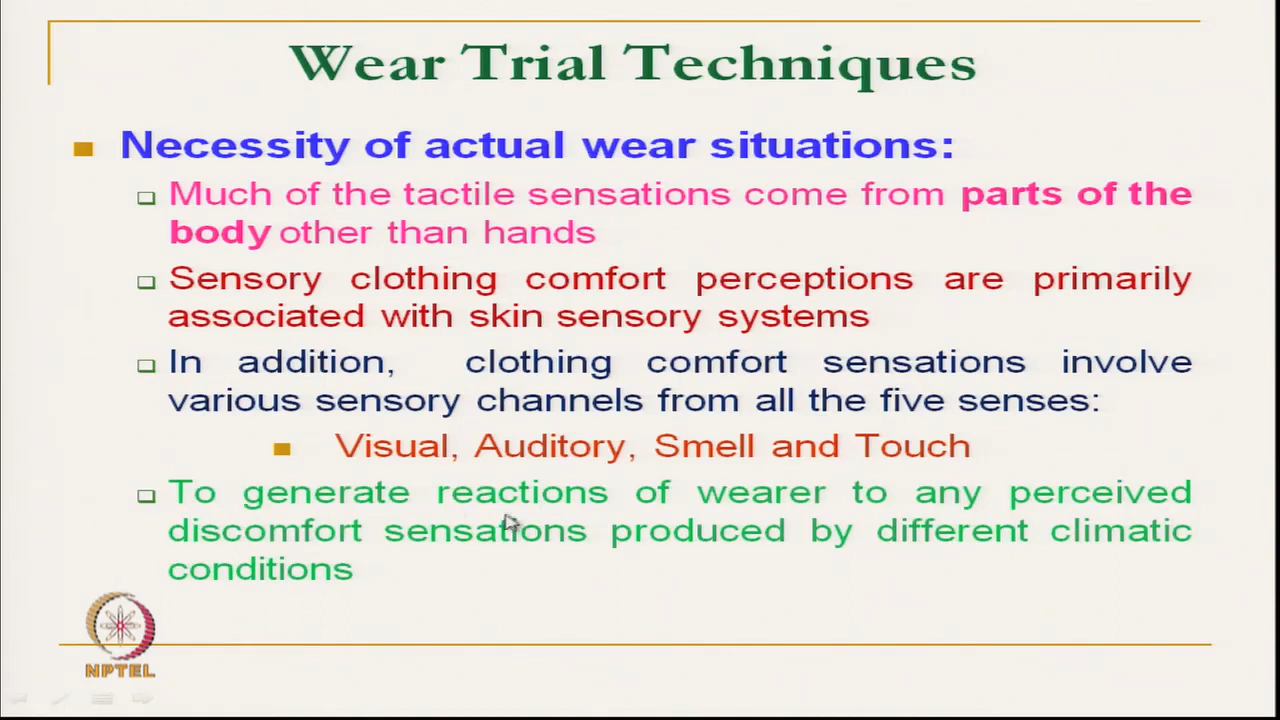 Wear Trial Techniques
Necessity of actual wear situations:
Much of the tactile sensations come from parts of the
body other than hands
Sensory clothing comfort perceptions are primarily
associated with skin sensory systems
In addition, clothing comfort sensations involve
various sensory channels from all the five senses:
Visual, Auditory, Smell and Touch
To generate reactions of wearer to any perceived
discomfort sensations produced by different climatic
conditions
NPTEL